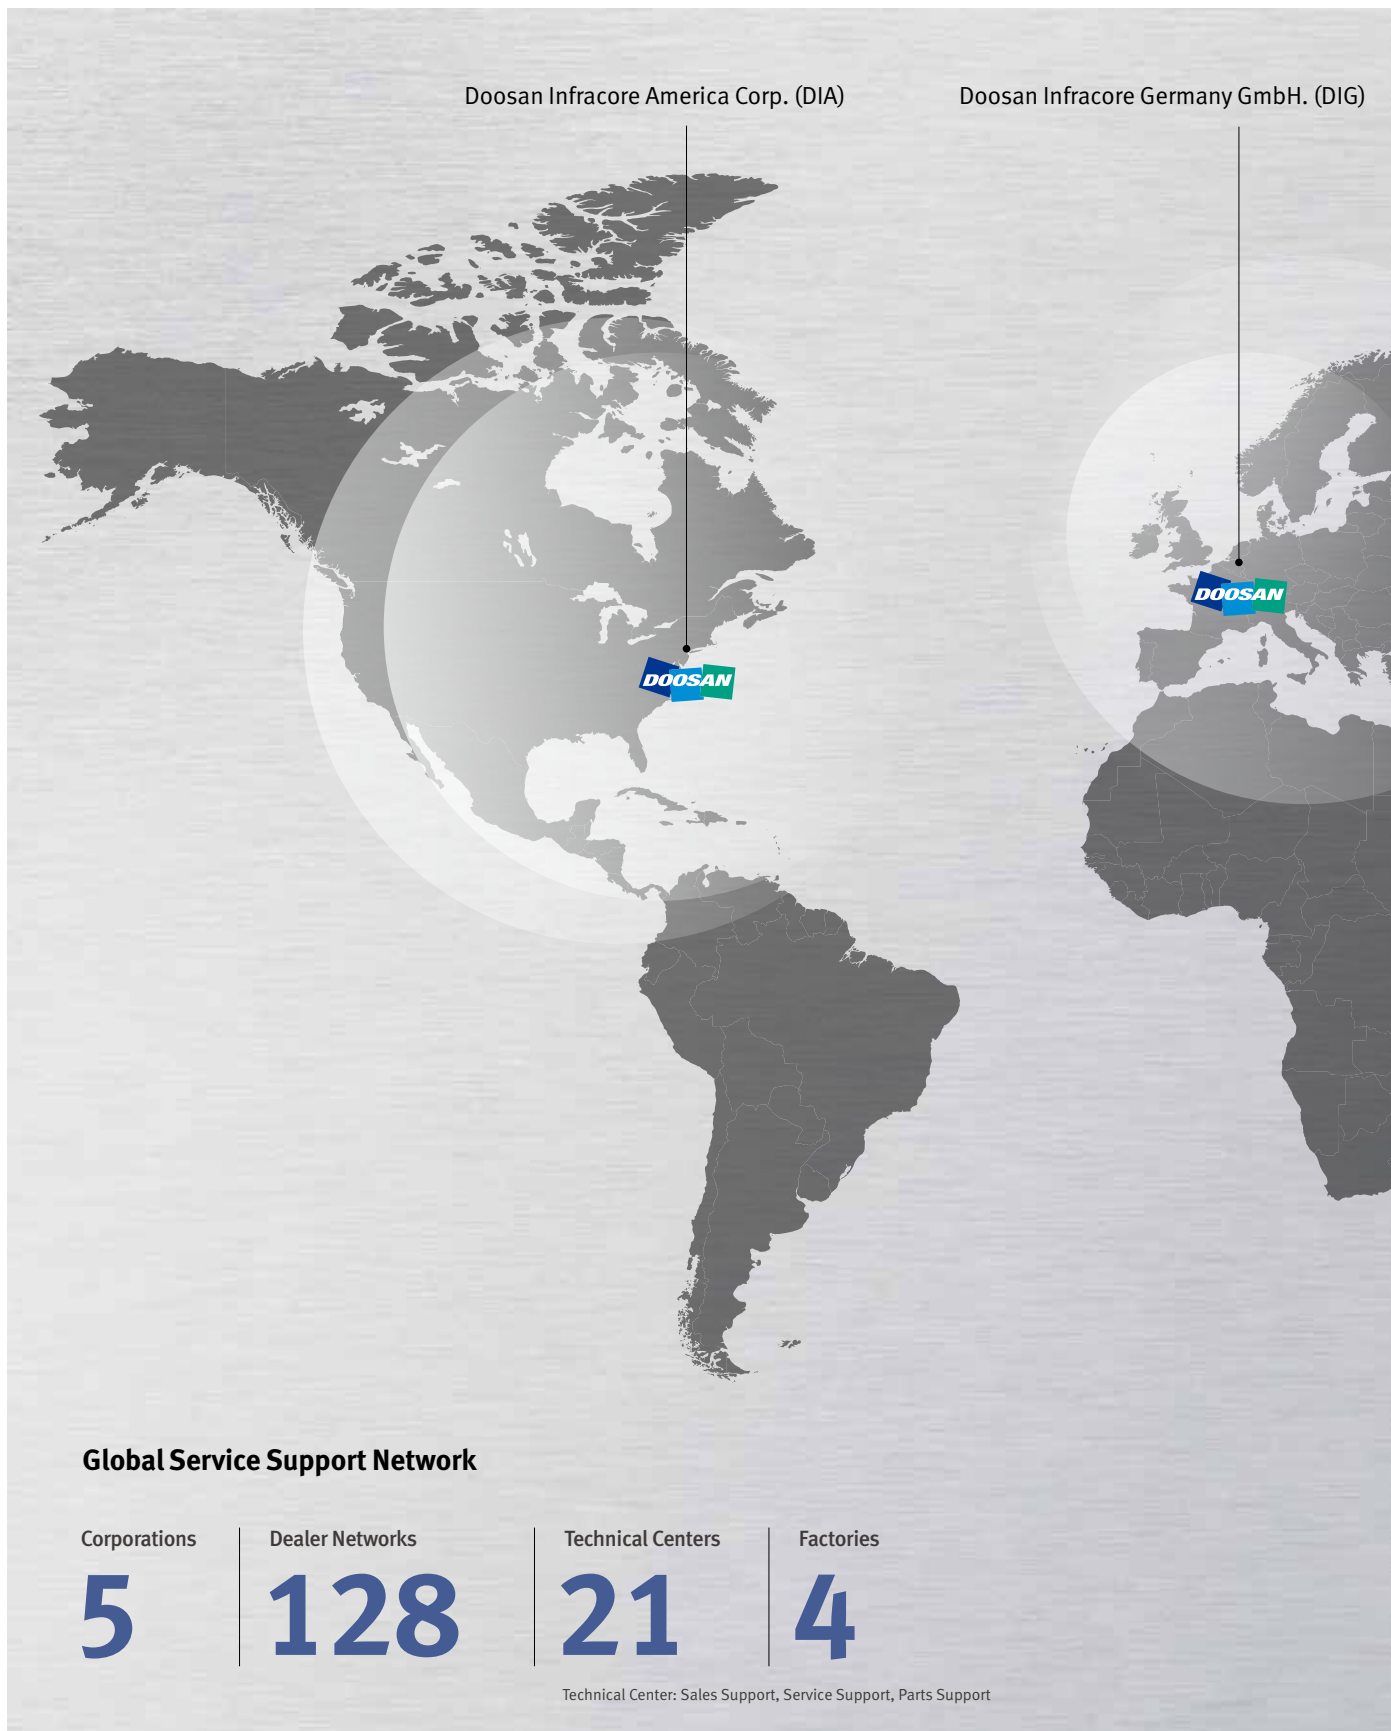 Doosan Infracore America Corp. (DIA)
Doosan Infracore Germany GmbH. (DIG)
DOOSAN
DOOSAN
Global Service Support Network
Corporations
5
Dealer Networks
128
Technical Centers
21
Factories
4
Technical Center: Sales Support, Service Support, Parts Support